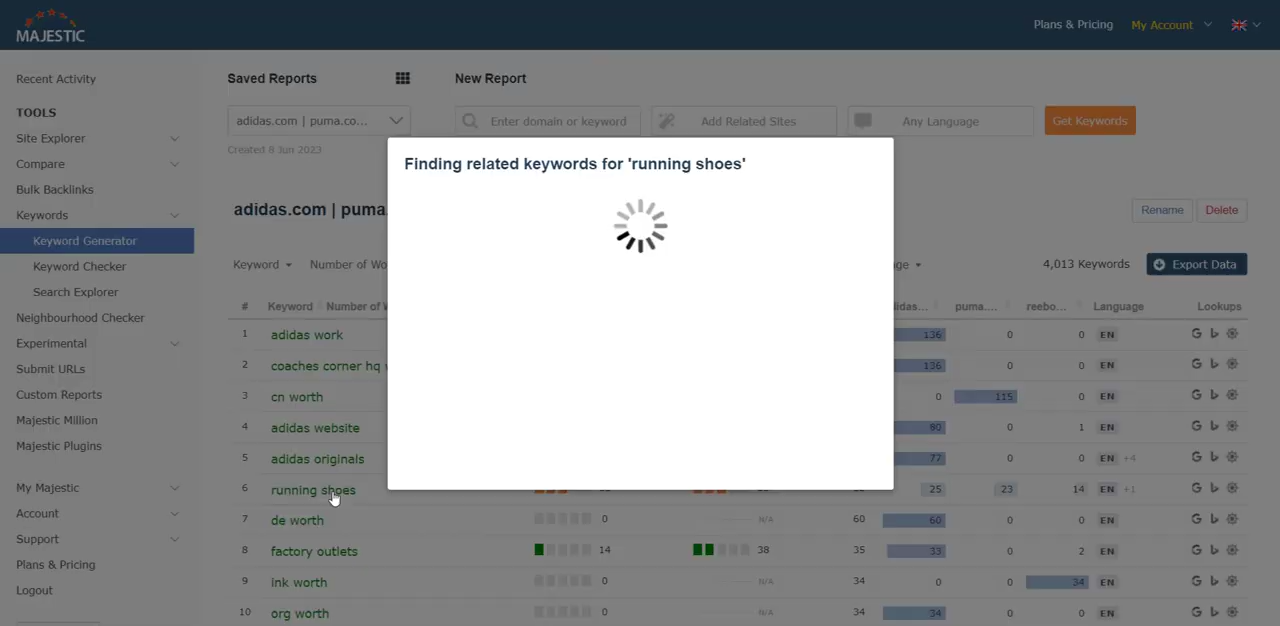 MAJESTIC
Plans & Pricing
My Account
Recent Activity
TOOLS
Site Explorer
Compare
Bulk Backlinks
Keywords
Keyword Generator
Keyword Checker
Search Explorer
Neighbourhood Checker
Experimental
Submit URLs
Custom Reports
Majestic Million
Majestic Plugins
My Majestic
Account
Support
Plans & Pricing
Logout
Saved Reports
New Report
adidas.com | puma.co...
Enter domain or keyword
Add Related Sites
Any Language
Get Keywords
Created 8 Jun 2023
Finding related keywords for 'running shoes'
adidas.com | puma.
Rename
Delete
Keyword
Number of Wo
4,013 Keywords
Export Data
# Keyword Number of puma.... reebo... Language Lookups
1 adidas work 136 0 0 EN G
2 coaches corner hq 136 0 0 EN G
3 cn worth 0 115 0 EN G
4 adidas website 80 0 1 EN G
5 adidas originals 77 0 0 EN +4 G
6 running shoes 25 23 14 EN +1 G
7 de worth 0 N/A 60 60 0 0 EN G
8 factory outlets 14 38 35 33 0 2 EN G
9 ink worth 0 N/A 34 0 0 34 EN G
10 org worth 0 N/A 34 34 0 0 EN G